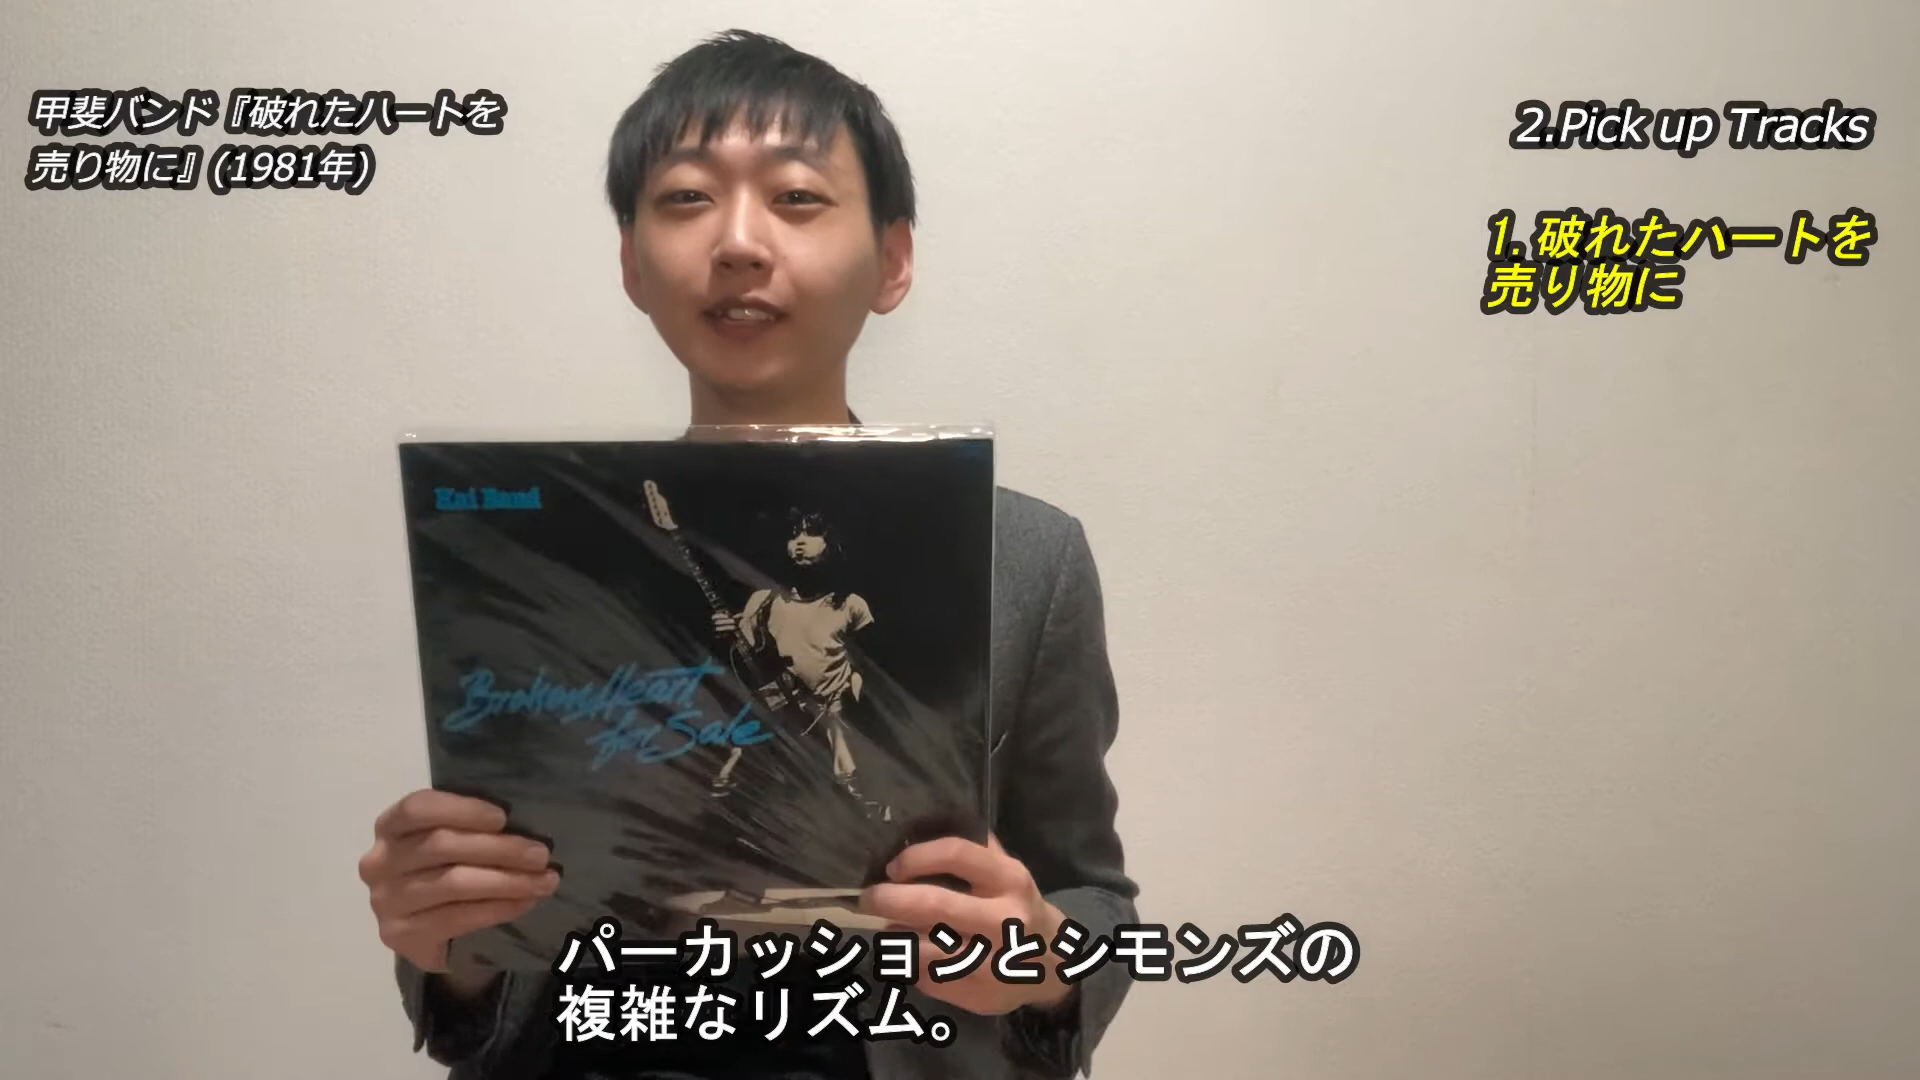 甲斐バンド『破れたハートを
売り物に』(1981年)
2.Pick up Tracks
1.破れたハートを
売り物に
Kai Band
Broken Heart
for Sale
パーカッションとシモンズの
複雑なリズム。